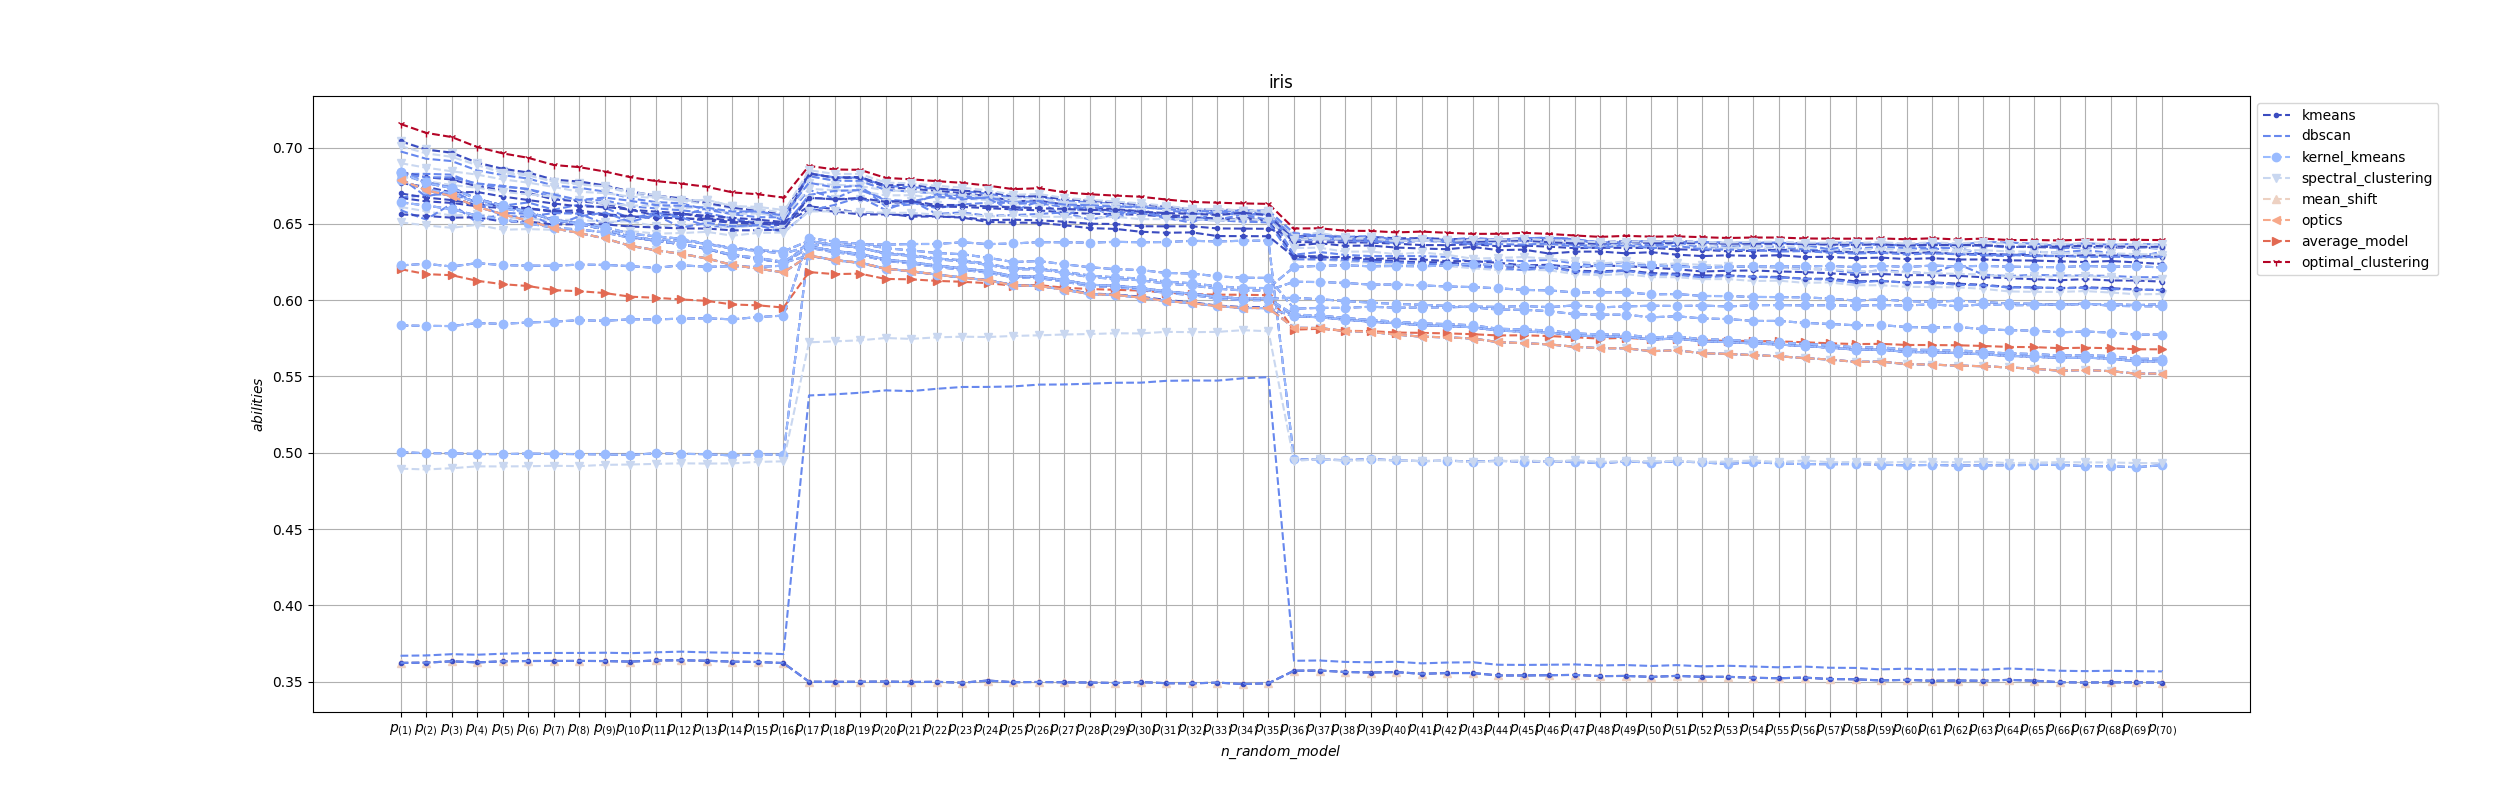 iris
0.70
0.65
0.60
0.55
0.50
0.45
0.40
0.35
abilities
p(1) p(2) p(3) p(4) p(5) p(6) p(7) p(8) p(9) p(10) p(11) p(12) p(13) p(14) p(15) p(16) p(17) p(18) p(19) p(20) p(21) p(22) p(23) p(24) p(25) p(26) p(27) p(28) p(29) p(30) p(31) p(32) p(33) p(34) p(35) p(36) p(37) p(38) p(39) p(40) p(41) p(42) p(43) p(44) p(45) p(46) p(47) p(48) p(49) p(50) p(51) p(52) p(53) p(54) p(55) p(56) p(57) p(58) p(59) p(60) p(61) p(62) p(63) p(64) p(65) p(66) p(67) p(68) p(69) p(70)
n_random_model
kmeans
dbscan
kernel_kmeans
spectral_clustering
mean_shift
optics
average_model
optimal_clustering